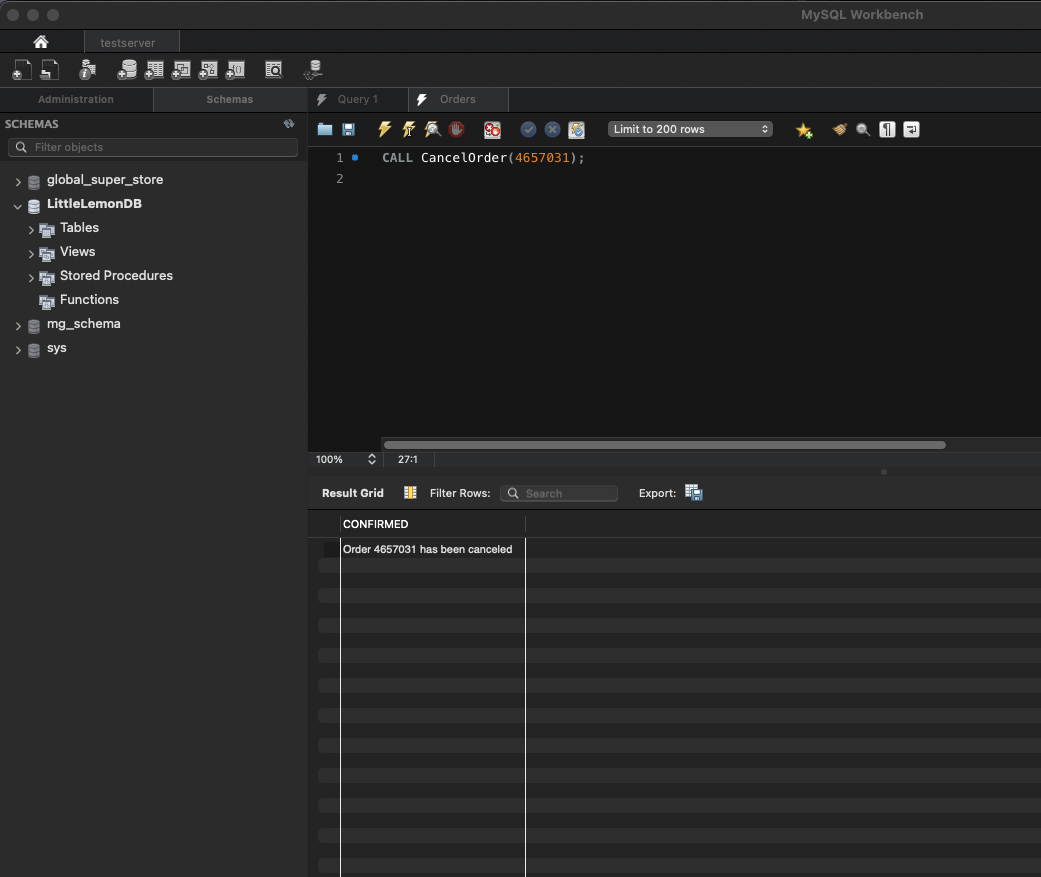 MySQL Workbench
testserver
Administration Schemas Query 1 Orders
SCHEMAS
Filter objects
Limit to 200 rows
1 CALL CancelOrder(4657031);
2
global_super_store
LittleLemonDB
Tables
Views
Stored Procedures
Functions
mg_schema
sys
100% 27:1
Result Grid Filter Rows: Search Export:
CONFIRMED
Order 4657031 has been canceled